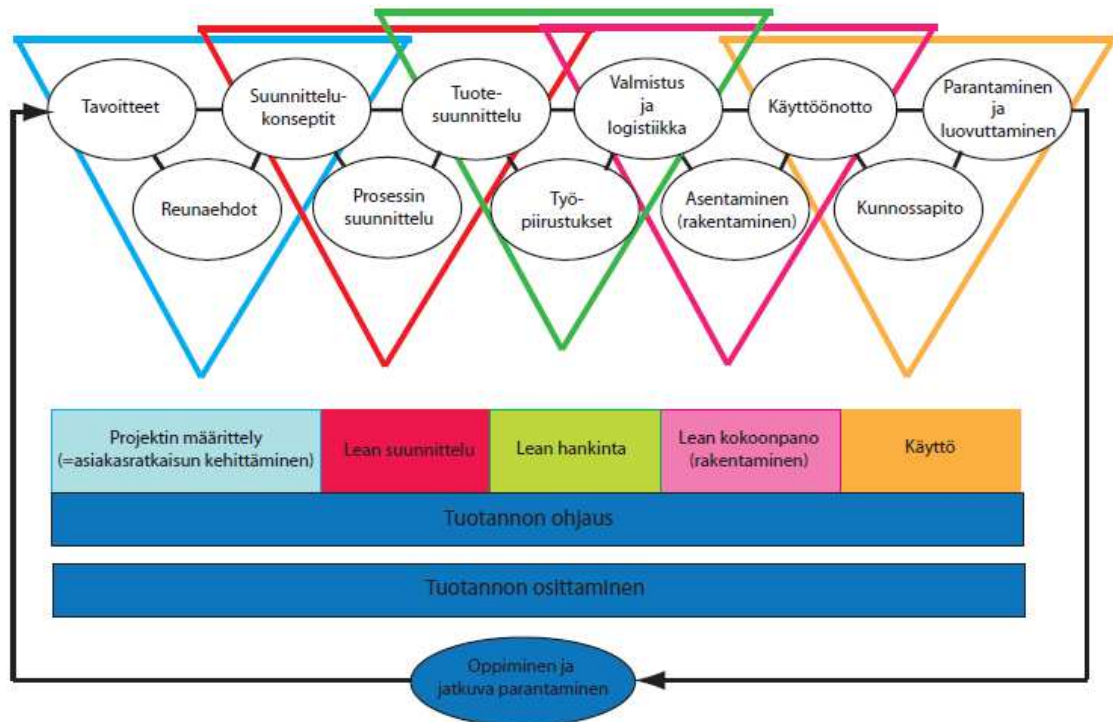 Tavoitteet
Suunnittelu-
konseptit
Tuote-
suunnittelu
Valmistus
ja
logistiikka
Käyttöönotto
Parantaminen
ja
luovuttaminen
Reunaehdot
Prosessin
suunnittelu
Työ-
piirustukset
Asentaminen
(rakentaminen)
Kunnossapito
Projektin määrittely
(=asiakasratkaisun kehittäminen)
Lean suunnittelu
Lean hankinta
Lean kokoonpano
(rakentaminen)
Käyttö
Tuotannon ohjaus
Tuotannon osittaminen
Oppiminen ja
jatkuva parantaminen